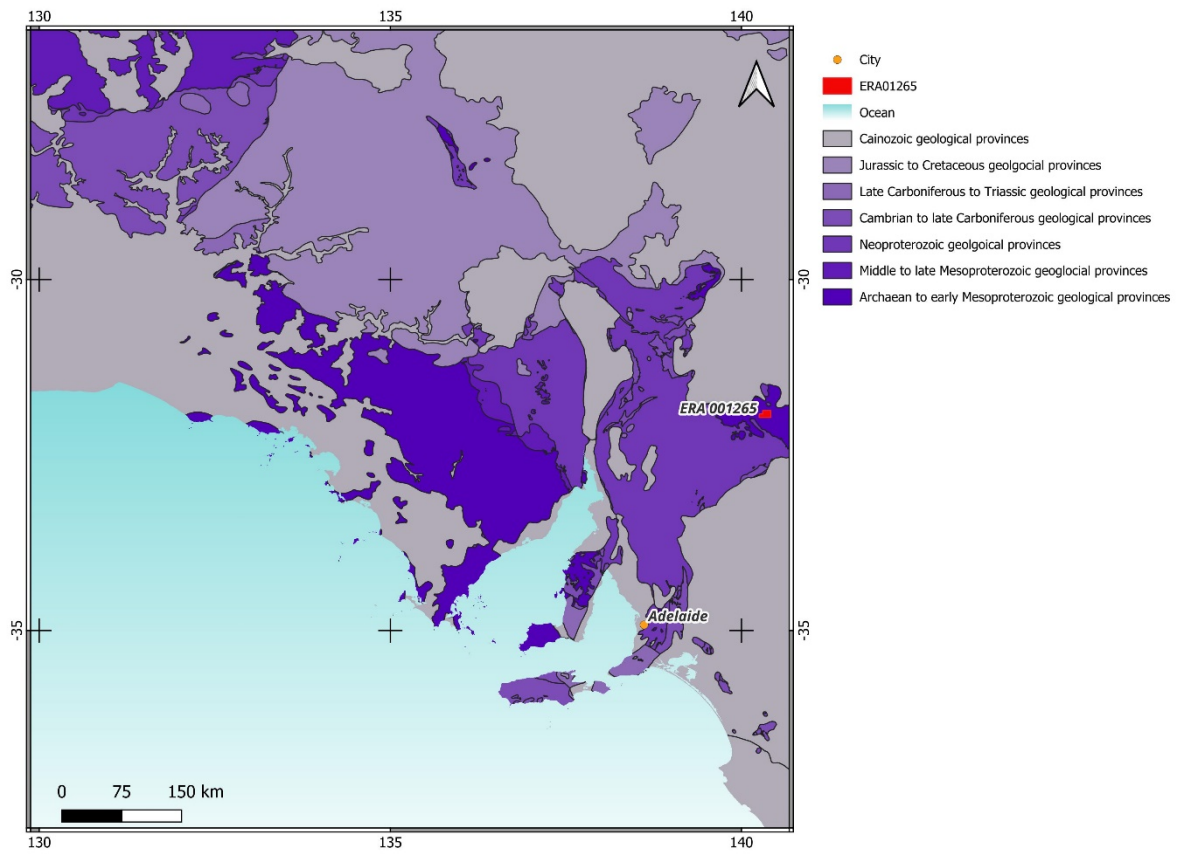 130 135 140
City
ERA01265
Ocean
Cainozoic geological provinces
Jurassic to Cretaceous geolgocial provinces
Late Carboniferous to Triassic geological provinces
Cambrian to late Carboniferous geological provinces
Neoproterozoic geolgoical provinces
Middle to late Mesoproterozoic geoglocial provinces
Archaean to early Mesoproterozoic geological provinces
-30 -30
ERA 001265
Adelaide
-35 -35
0 75 150 km
130 135 140